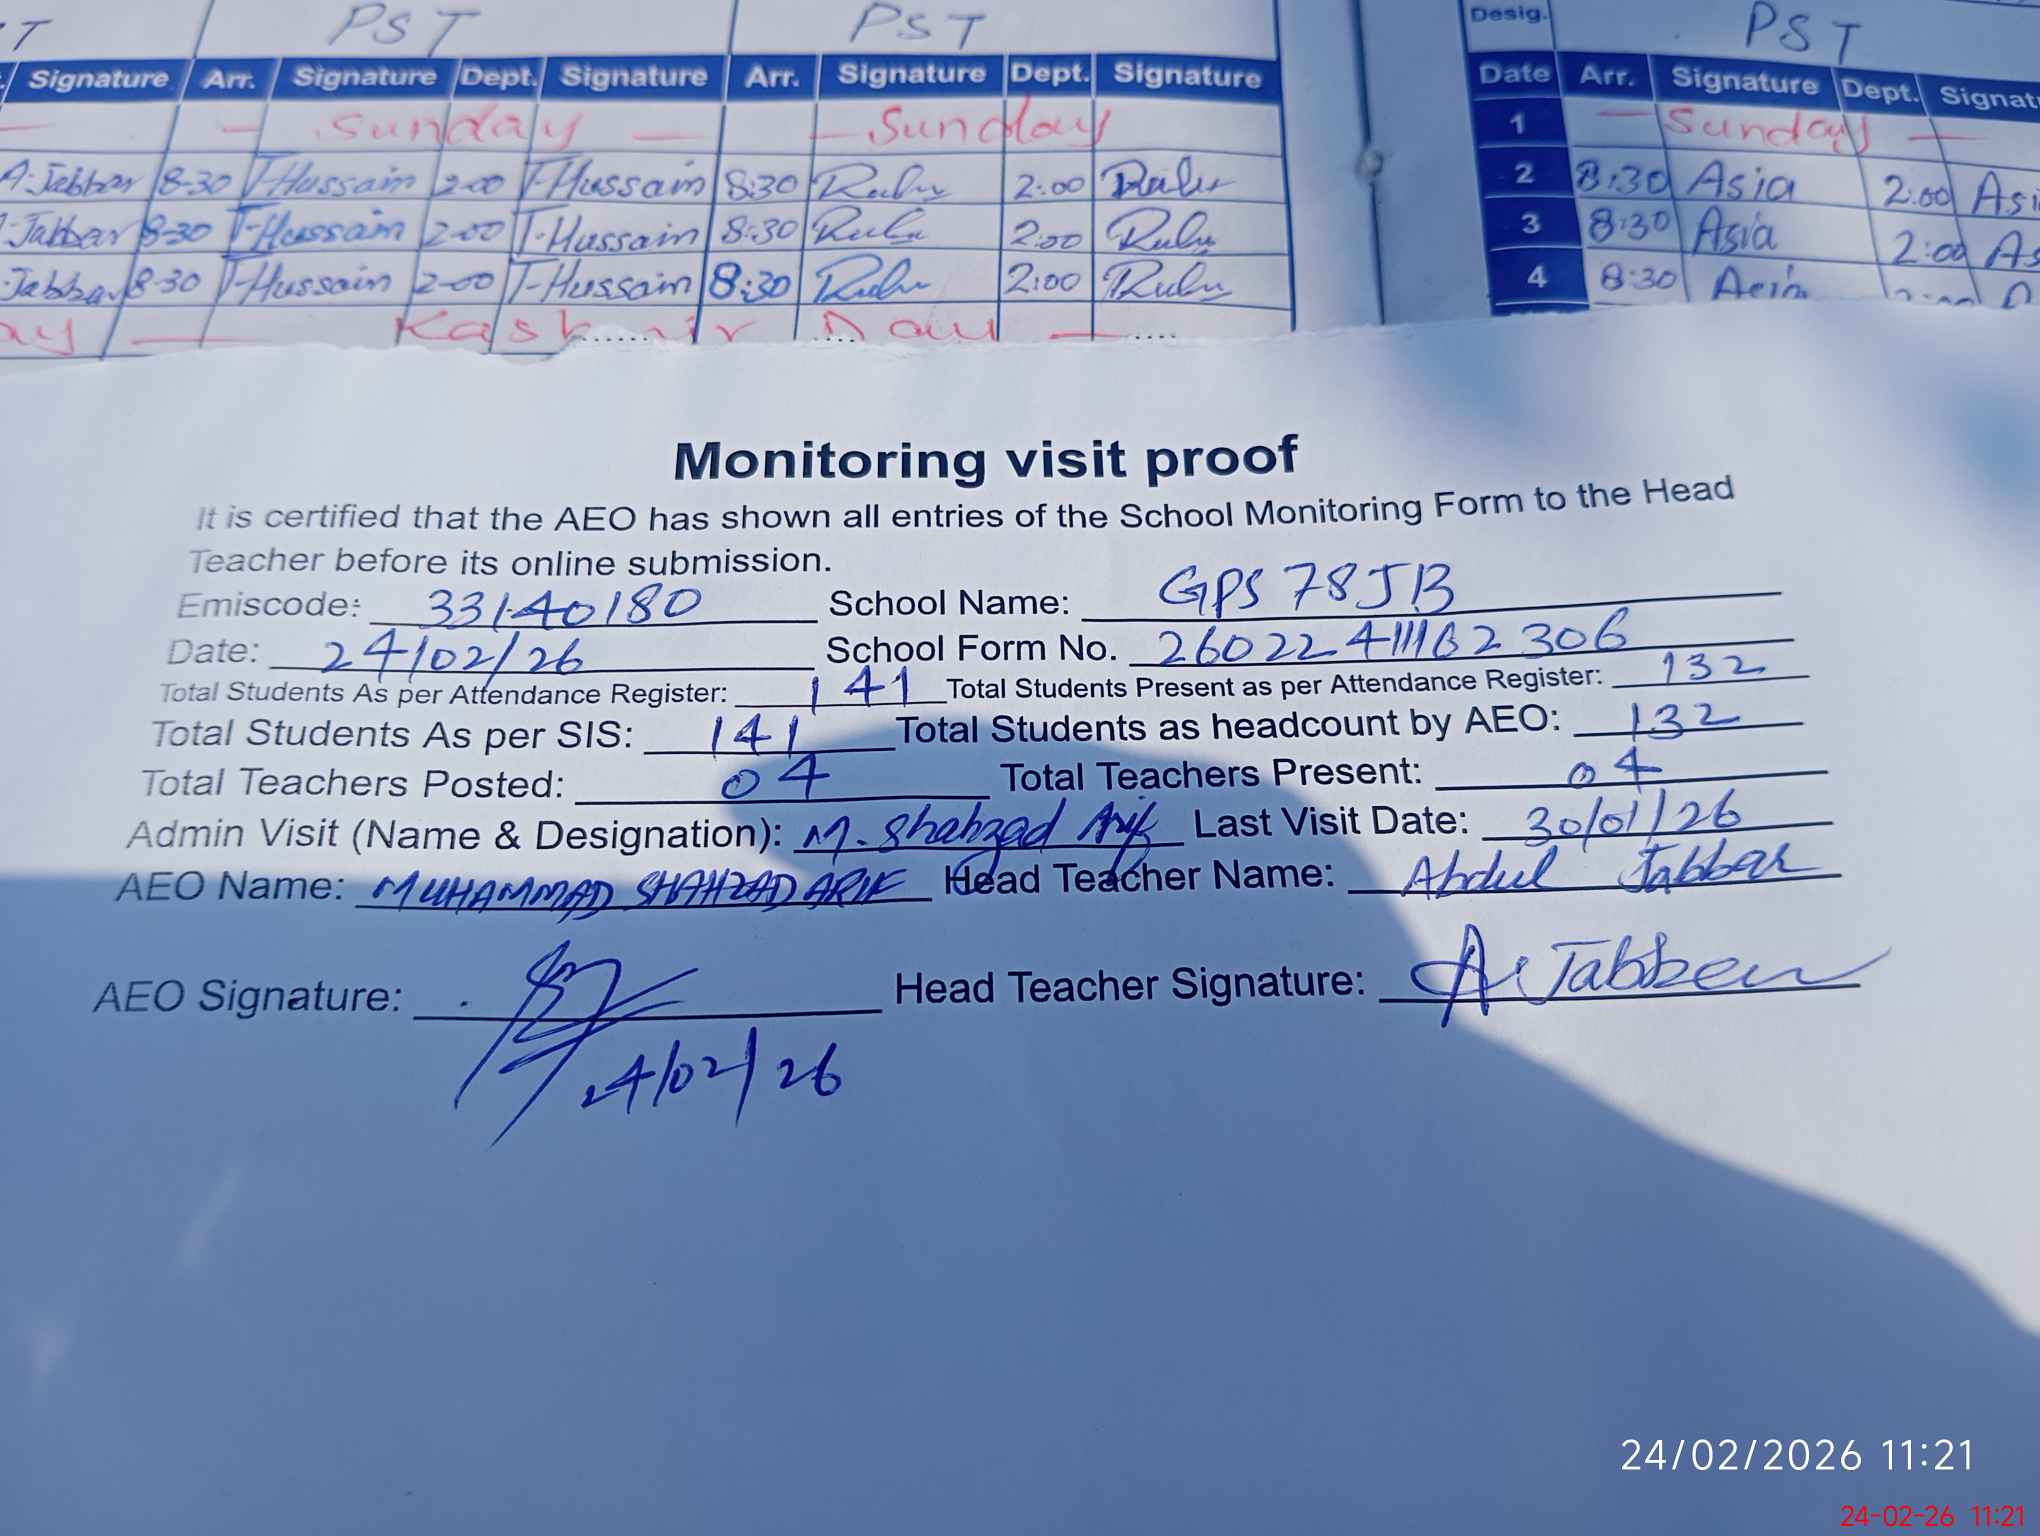 T PST PST Desig. PST
Signature Arr. Signature Dept. Signature Arr. Signature Dept. Signature Date Arr. Signature Dept.
- - Sunday - - Sunday 1 - Sunday -
A-Jabbar 8-30 T-Hussain 2-00 T-Hussain 8:30 2:00 2 8:30 Asia 2:00
Jabbar 8-30 T-Hussain 2-00 T-Hussain 8:30 2:00 3 8:30 Asia 2:00
Jabbar 8-30 T-Hussain 2-00 T-Hussain 8:30 2:00 4 8:30 Asia
Kashmir Day -
Monitoring visit proof
It is certified that the AEO has shown all entries of the School Monitoring Form to the Head
Teacher before its online submission.
Emiscode: 33140180 School Name: GPS 78JB
Date: 24/02/26 School Form No.
Total Students As per Attendance Register: 141 Total Students Present as per Attendance Register: 132
Total Students As per SIS: 141 Total Students as headcount by AEO: 132
Total Teachers Posted: 04 Total Teachers Present: 04
Admin Visit (Name & Designation): M. Shahzad Arif Last Visit Date: 30/01/26
AEO Name: MUHAMMAD SHAHZAD ARIF Head Teacher Name: Abdul Jabbar
AEO Signature: Head Teacher Signature: A. Jabbar
24/02/26
24/02/2026 11:21
24-02-26 11:21